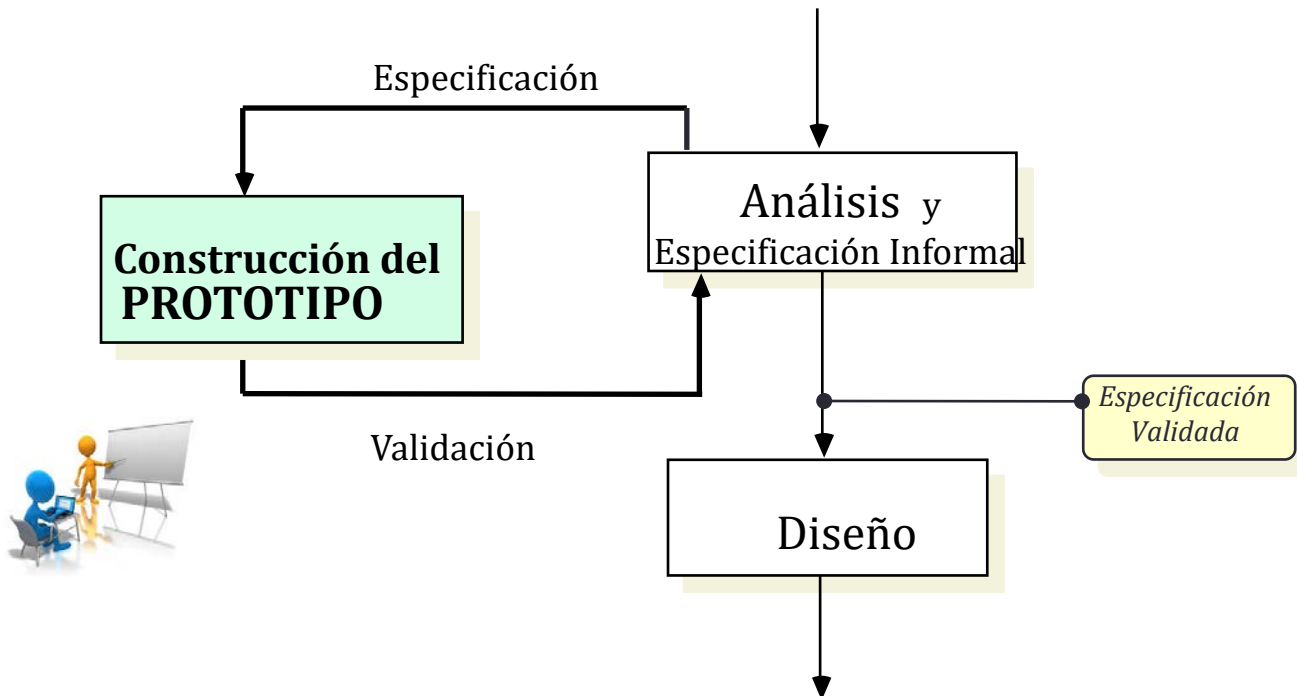 Especificación
Análisis y
Especificación Informal
Construcción del
PROTOTIPO
Especificación
Validada
Validación
Diseño